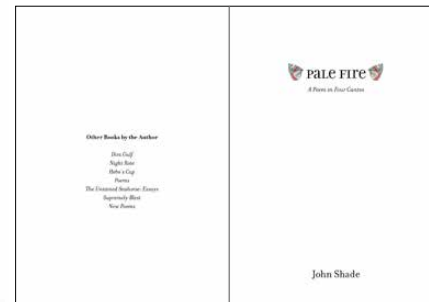 Other Books by the Author
Dim Gulf
Night Rote
Hebe's Cup
Poems
The Untamed Seahorse: Essays
Supremely Blest
New Poems
PALE FIRE
A Poem in Four Cantos
John Shade